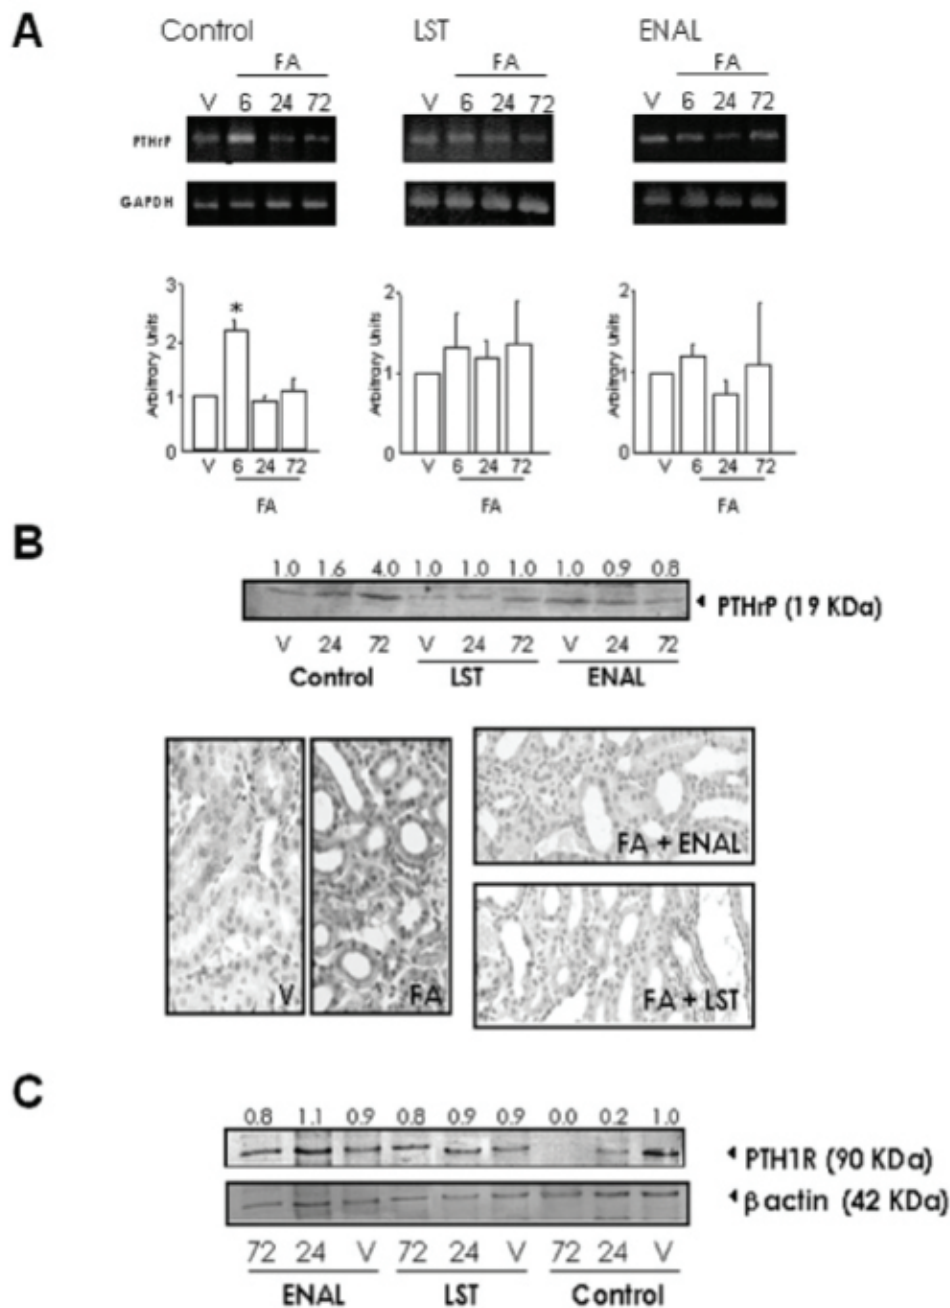 A
Control LST ENAL
FA FA FA
V 6 24 72 V 6 24 72 V 6 24 72
PTHrP
GAPDH
3
2
1
0
Arbitrary Units
*
V 6 24 72
FA
2
1
0
Arbitrary Units
V 6 24 72
FA
2
1
0
Arbitrary Units
V 6 24 72
FA
B
1.0 1.6 4.0 1.0 1.0 1.0 1.0 0.9 0.8
PTHrP (19 KDa)
V 24 72 V 24 72 V 24 72
Control LST ENAL
V
FA
FA + ENAL
FA + LST
C
0.8 1.1 0.9 0.8 0.9 0.9 0.0 0.2 1.0
PTH1R (90 KDa)
β actin (42 KDa)
72 24 V 72 24 V 72 24 V
ENAL LST Control